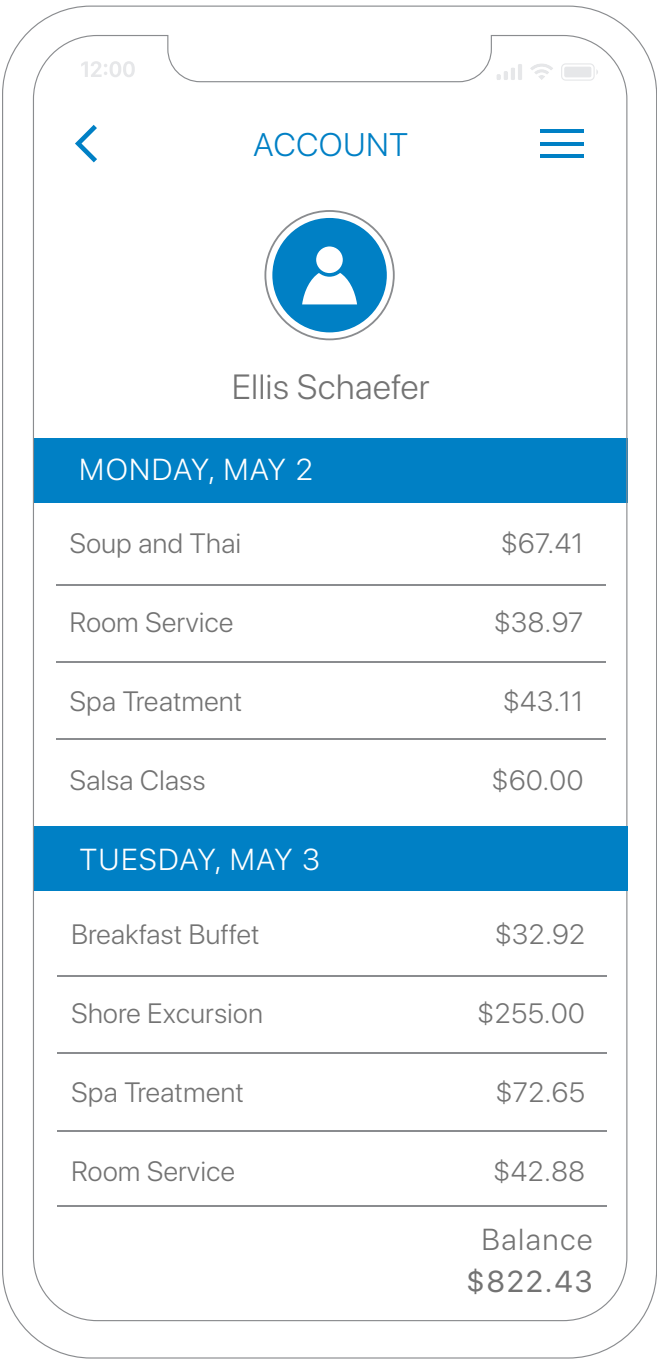 12:00
ACCOUNT
Ellis Schaefer
MONDAY, MAY 2
Soup and Thai $67.41
Room Service $38.97
Spa Treatment $43.11
Salsa Class $60.00
TUESDAY, MAY 3
Breakfast Buffet $32.92
Shore Excursion $255.00
Spa Treatment $72.65
Room Service $42.88
Balance
$822.43